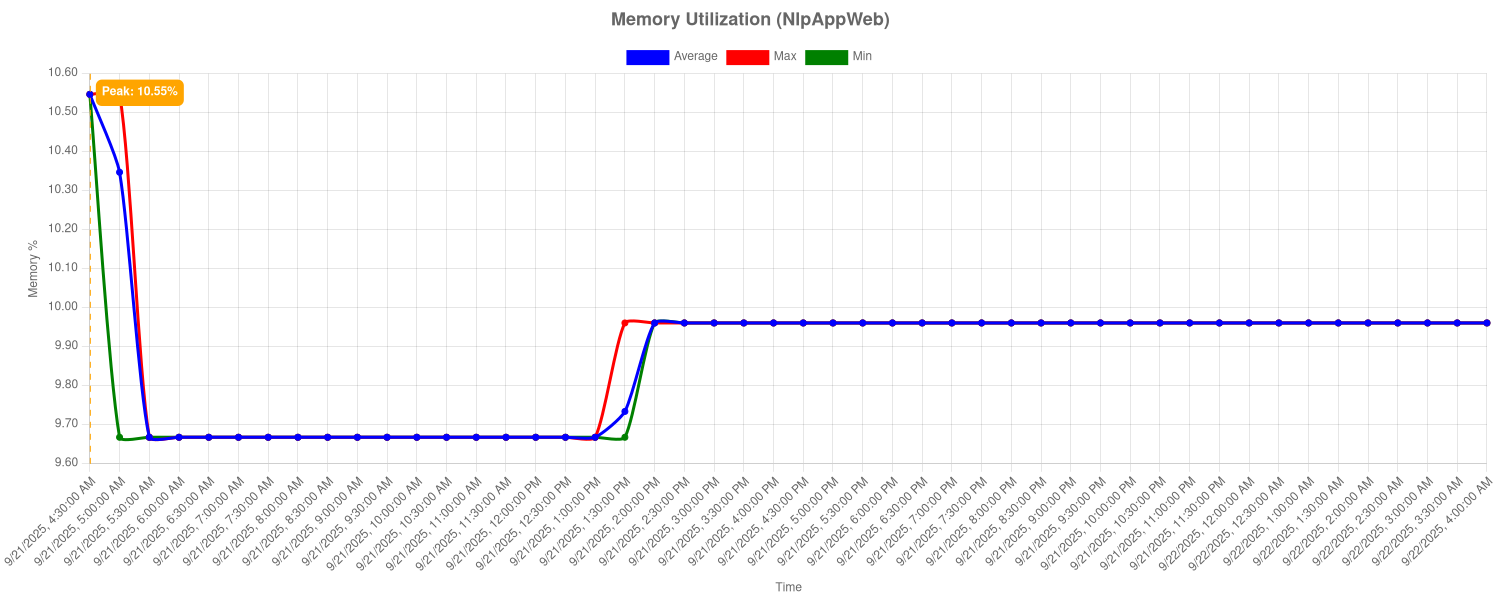 Memory Utilization (NlpAppWeb)
Average Max Min
10.60
10.50
10.40
10.30
10.20
10.10
10.00
9.90
9.80
9.70
9.60
Memory %
Peak: 10.55%
9/21/2025, 4:30:00 AM
9/21/2025, 5:00:00 AM
9/21/2025, 5:30:00 AM
9/21/2025, 6:00:00 AM
9/21/2025, 6:30:00 AM
9/21/2025, 7:00:00 AM
9/21/2025, 7:30:00 AM
9/21/2025, 8:00:00 AM
9/21/2025, 8:30:00 AM
9/21/2025, 9:00:00 AM
9/21/2025, 9:30:00 AM
9/21/2025, 10:00:00 AM
9/21/2025, 10:30:00 AM
9/21/2025, 11:00:00 AM
9/21/2025, 11:30:00 AM
9/21/2025, 12:00:00 PM
9/21/2025, 12:30:00 PM
9/21/2025, 1:00:00 PM
9/21/2025, 1:30:00 PM
9/21/2025, 2:00:00 PM
9/21/2025, 2:30:00 PM
9/21/2025, 3:00:00 PM
9/21/2025, 3:30:00 PM
9/21/2025, 4:00:00 PM
9/21/2025, 4:30:00 PM
9/21/2025, 5:00:00 PM
9/21/2025, 5:30:00 PM
9/21/2025, 6:00:00 PM
9/21/2025, 6:30:00 PM
9/21/2025, 7:00:00 PM
9/21/2025, 7:30:00 PM
9/21/2025, 8:00:00 PM
9/21/2025, 8:30:00 PM
9/21/2025, 9:00:00 PM
9/21/2025, 9:30:00 PM
9/21/2025, 10:00:00 PM
9/21/2025, 10:30:00 PM
9/21/2025, 11:00:00 PM
9/21/2025, 11:30:00 PM
9/22/2025, 12:00:00 AM
9/22/2025, 12:30:00 AM
9/22/2025, 1:00:00 AM
9/22/2025, 1:30:00 AM
9/22/2025, 2:00:00 AM
9/22/2025, 2:30:00 AM
9/22/2025, 3:00:00 AM
9/22/2025, 3:30:00 AM
9/22/2025, 4:00:00 AM
Time